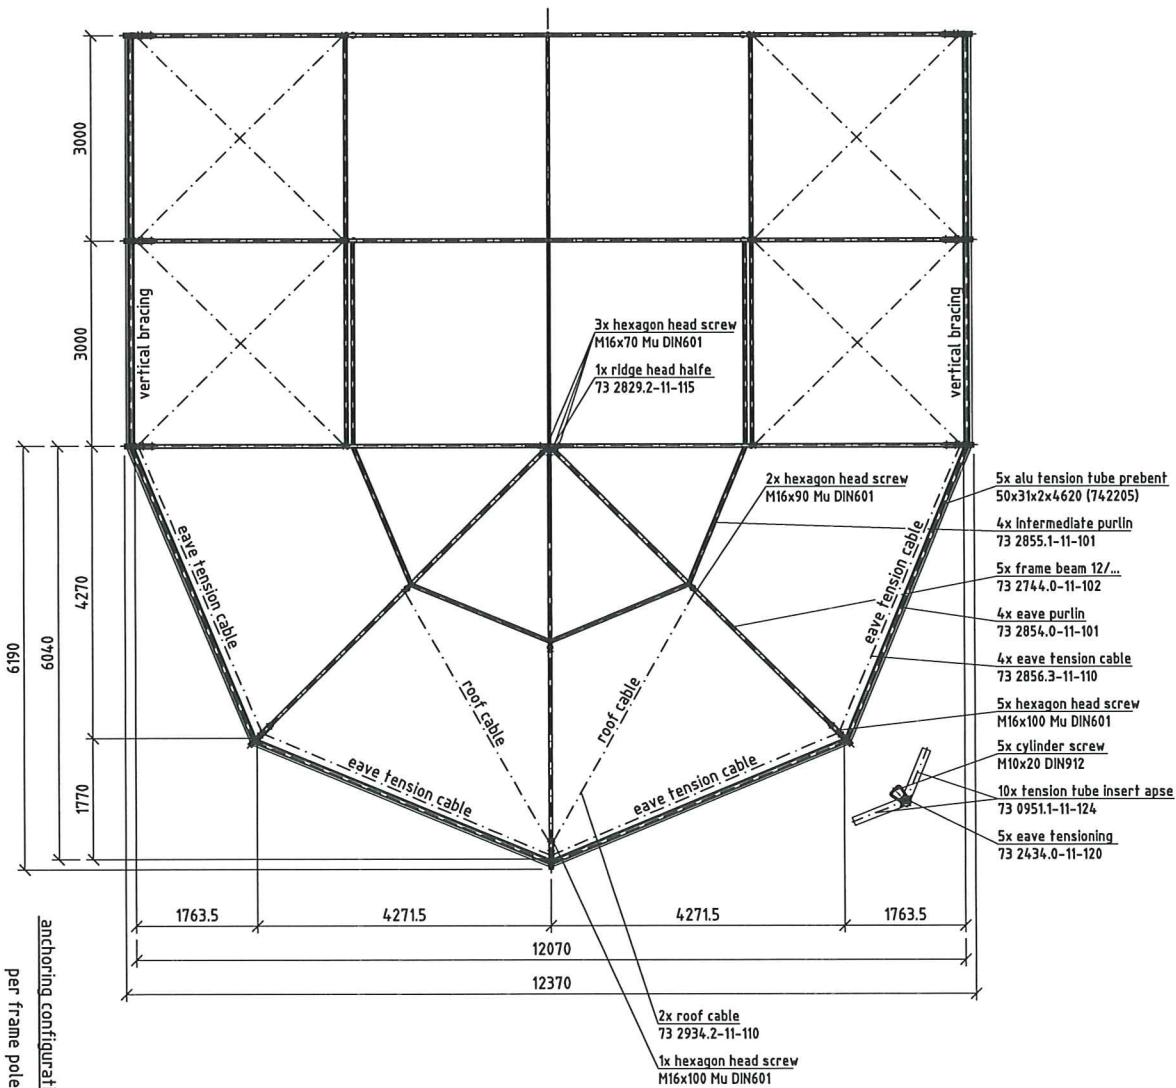 3000
3000
vertical bracing
vertical bracing
3x hexagon head screw
M16x70 Mu DIN601
1x ridge head halfe
73 2829.2-11-115
2x hexagon head screw
M16x90 Mu DIN601
5x alu tension tube prebent
50x31x2x4620 (742205)
4x intermediate purlin
73 2855.1-11-101
5x frame beam 12/...
73 2744.0-11-102
4x eave purlin
73 2854.0-11-101
4x eave tension cable
73 2856.3-11-110
5x hexagon head screw
M16x100 Mu DIN601
5x cylinder screw
M10x20 DIN912
10x tension tube insert apse
73 0951.1-11-124
5x eave tensioning
73 2434.0-11-120
eave tension cable
eave tension cable
roof cable
roof cable
eave tension cable
eave tension cable
4270
6040
6190
1770
1763.5
4271.5
4271.5
1763.5
12070
12370
2x roof cable
73 2934.2-11-110
1x hexagon head screw
M16x100 Mu DIN601
anchoring configurati
per frame pole